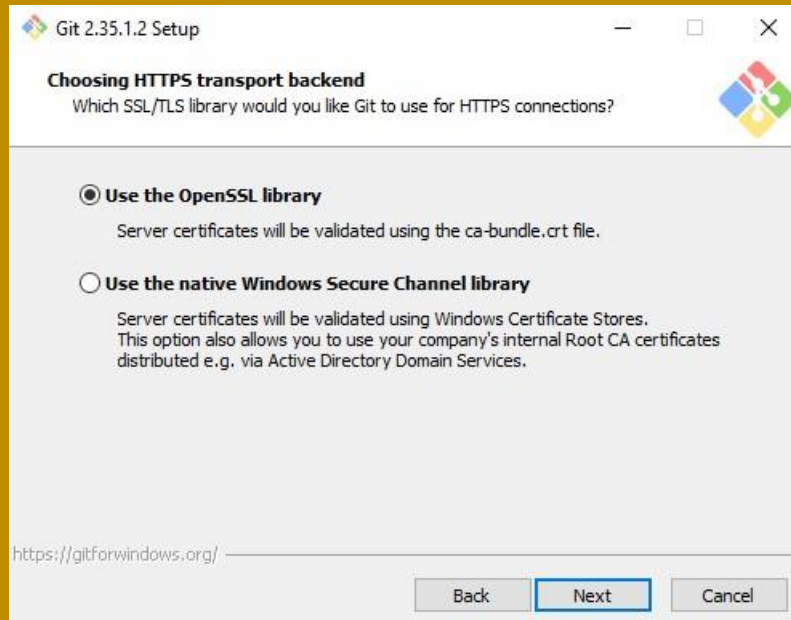 Git 2.35.1.2 Setup
Choosing HTTPS transport backend
Which SSL/TLS library would you like Git to use for HTTPS connections?
Use the OpenSSL library
Server certificates will be validated using the ca-bundle.crt file.
Use the native Windows Secure Channel library
Server certificates will be validated using Windows Certificate Stores.
This option also allows you to use your company's internal Root CA certificates
distributed e.g. via Active Directory Domain Services.
https://gitforwindows.org/
Back Next Cancel